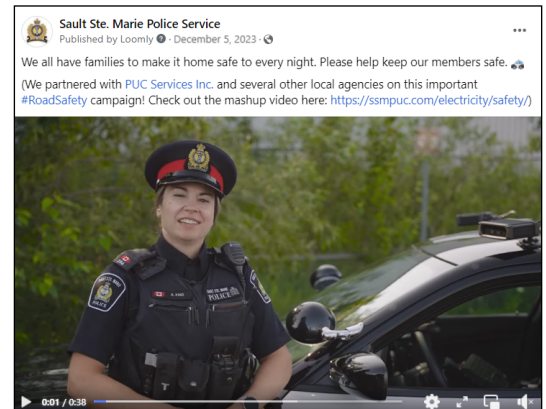 Sault Ste. Marie Police Service
Published by Loomly · December 5, 2023 ·
We all have families to make it home safe to every night. Please help keep our members safe. 🚓
(We partnered with PUC Services Inc. and several other local agencies on this important
#RoadSafety campaign! Check out the mashup video here: https://ssmpuc.com/electricity/safety/)
POLICE
POLICE
0:01 / 0:38